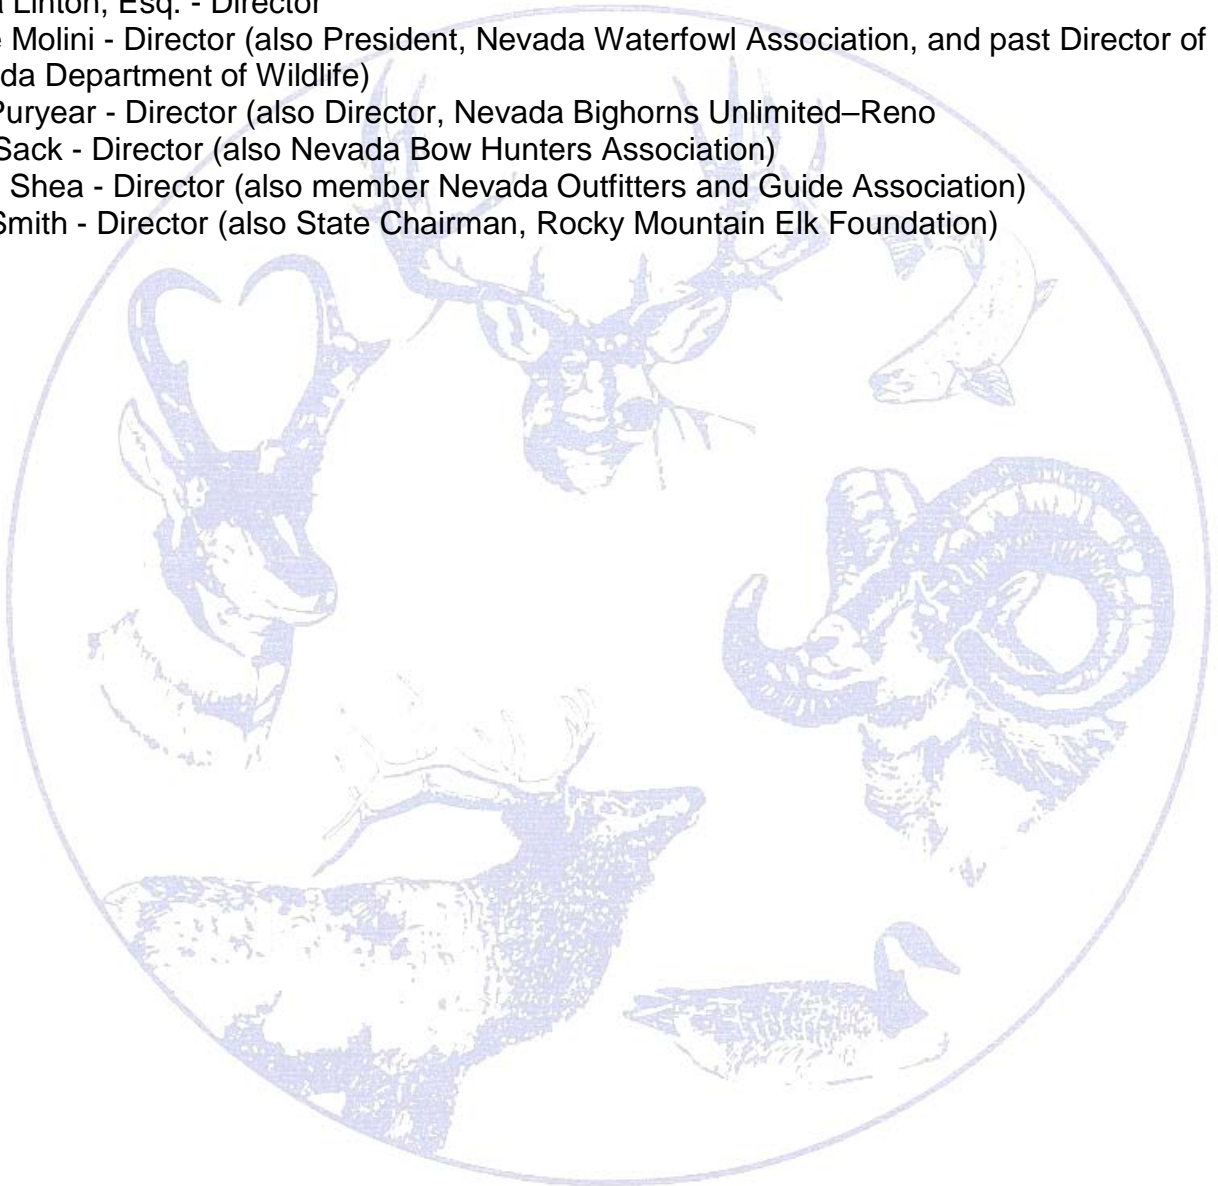 Linton, Esq. - Director
Molini - Director (also President, Nevada Waterfowl Association, and past Director of
da Department of Wildlife)
Puryear - Director (also Director, Nevada Bighorns Unlimited–Reno
Sack - Director (also Nevada Bow Hunters Association)
Shea - Director (also member Nevada Outfitters and Guide Association)
Smith - Director (also State Chairman, Rocky Mountain Elk Foundation)